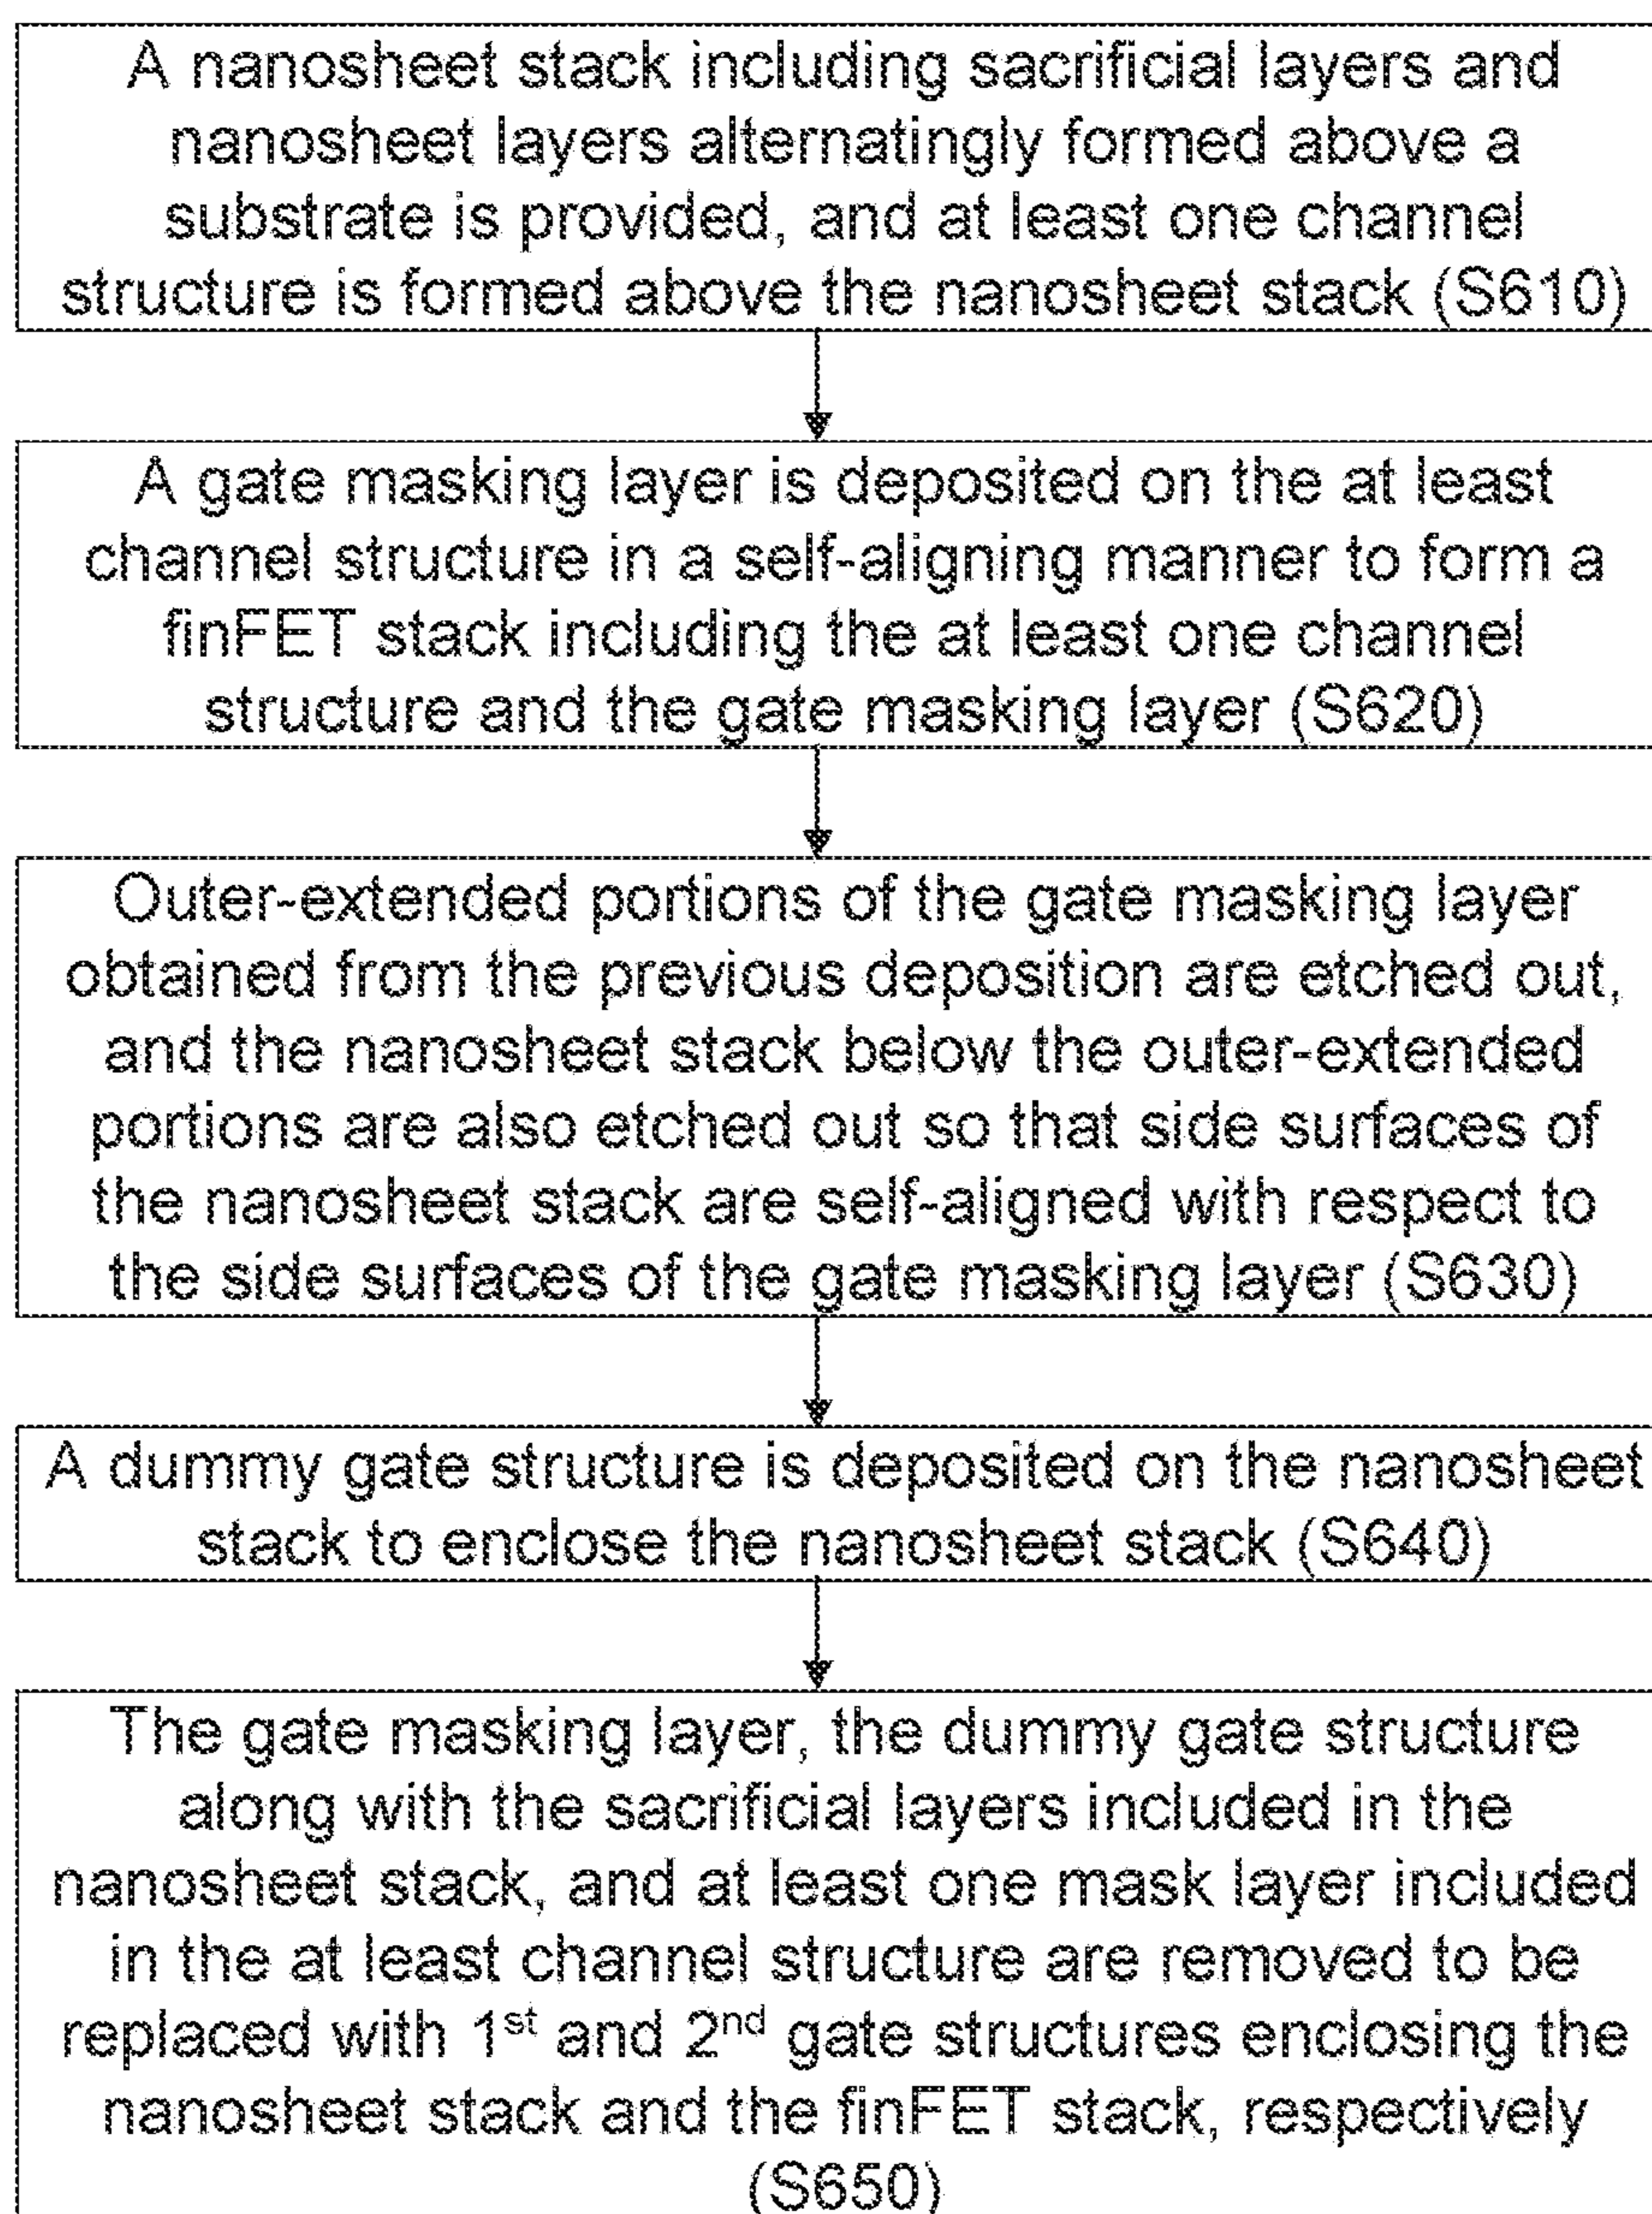 A nanosheet stack including sacrificial layers and
nanosheet layers alternatingly formed above a
substrate is provided, and at least one channel
structure is formed above the nanosheet stack (S610)
A gate masking layer is deposited on the at least
channel structure in a self-aligning manner to form a
finFET stack including the at least one channel
structure and the gate masking layer (S620)
Outer-extended portions of the gate masking layer
obtained from the previous deposition are etched out,
and the nanosheet stack below the outer-extended
portions are also etched out so that side surfaces of
the nanosheet stack are self-aligned with respect to
the side surfaces of the gate masking layer (S630)
A dummy gate structure is deposited on the nanosheet
stack to enclose the nanosheet stack (S640)
The gate masking layer, the dummy gate structure
along with the sacrificial layers included in the
nanosheet stack, and at least one mask layer included
in the at least channel structure are removed to be
replaced with 1st and 2nd gate structures enclosing the
nanosheet stack and the finFET stack, respectively
(S650)